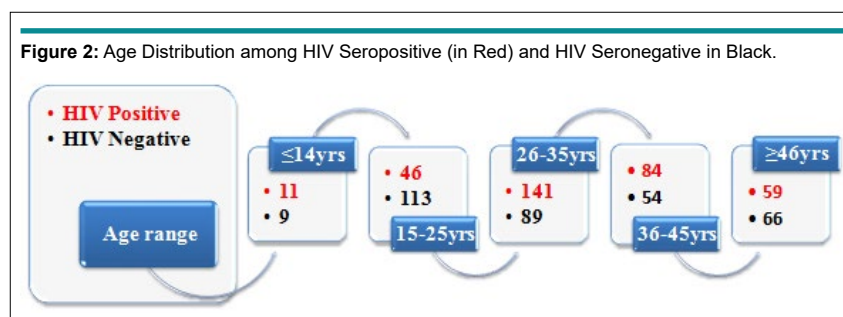 Figure 2: Age Distribution among HIV Seropositive (in Red) and HIV Seronegative in Black.
• HIV Positive
• HIV Negative
Age range
≤14yrs
• 11
• 9
• 46
• 113
15-25yrs
26-35yrs
• 141
• 89
• 84
• 54
36-45yrs
≥46yrs
• 59
• 66